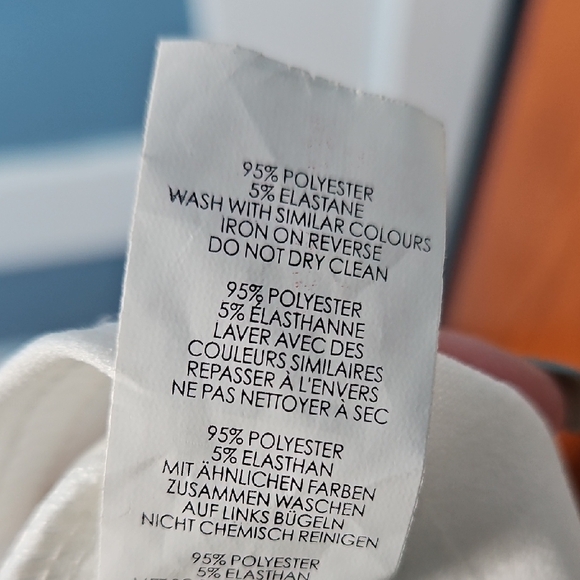 95% POLYESTER
5% ELASTANE
WASH WITH SIMILAR COLOURS
IRON ON REVERSE
DO NOT DRY CLEAN
95% POLYESTER
5% ÉLASTHANNE
LAVER AVEC DES
COULEURS SIMILAIRES
REPASSER À L'ENVERS
NE PAS NETTOYER À SEC
95% POLYESTER
5% ELASTHAN
MIT ÄHNLICHEN FARBEN
ZUSAMMEN WASCHEN
AUF LINKS BÜGELN
NICHT CHEMISCH REINIGEN
95% POLYESTER
5% ELASTHAN